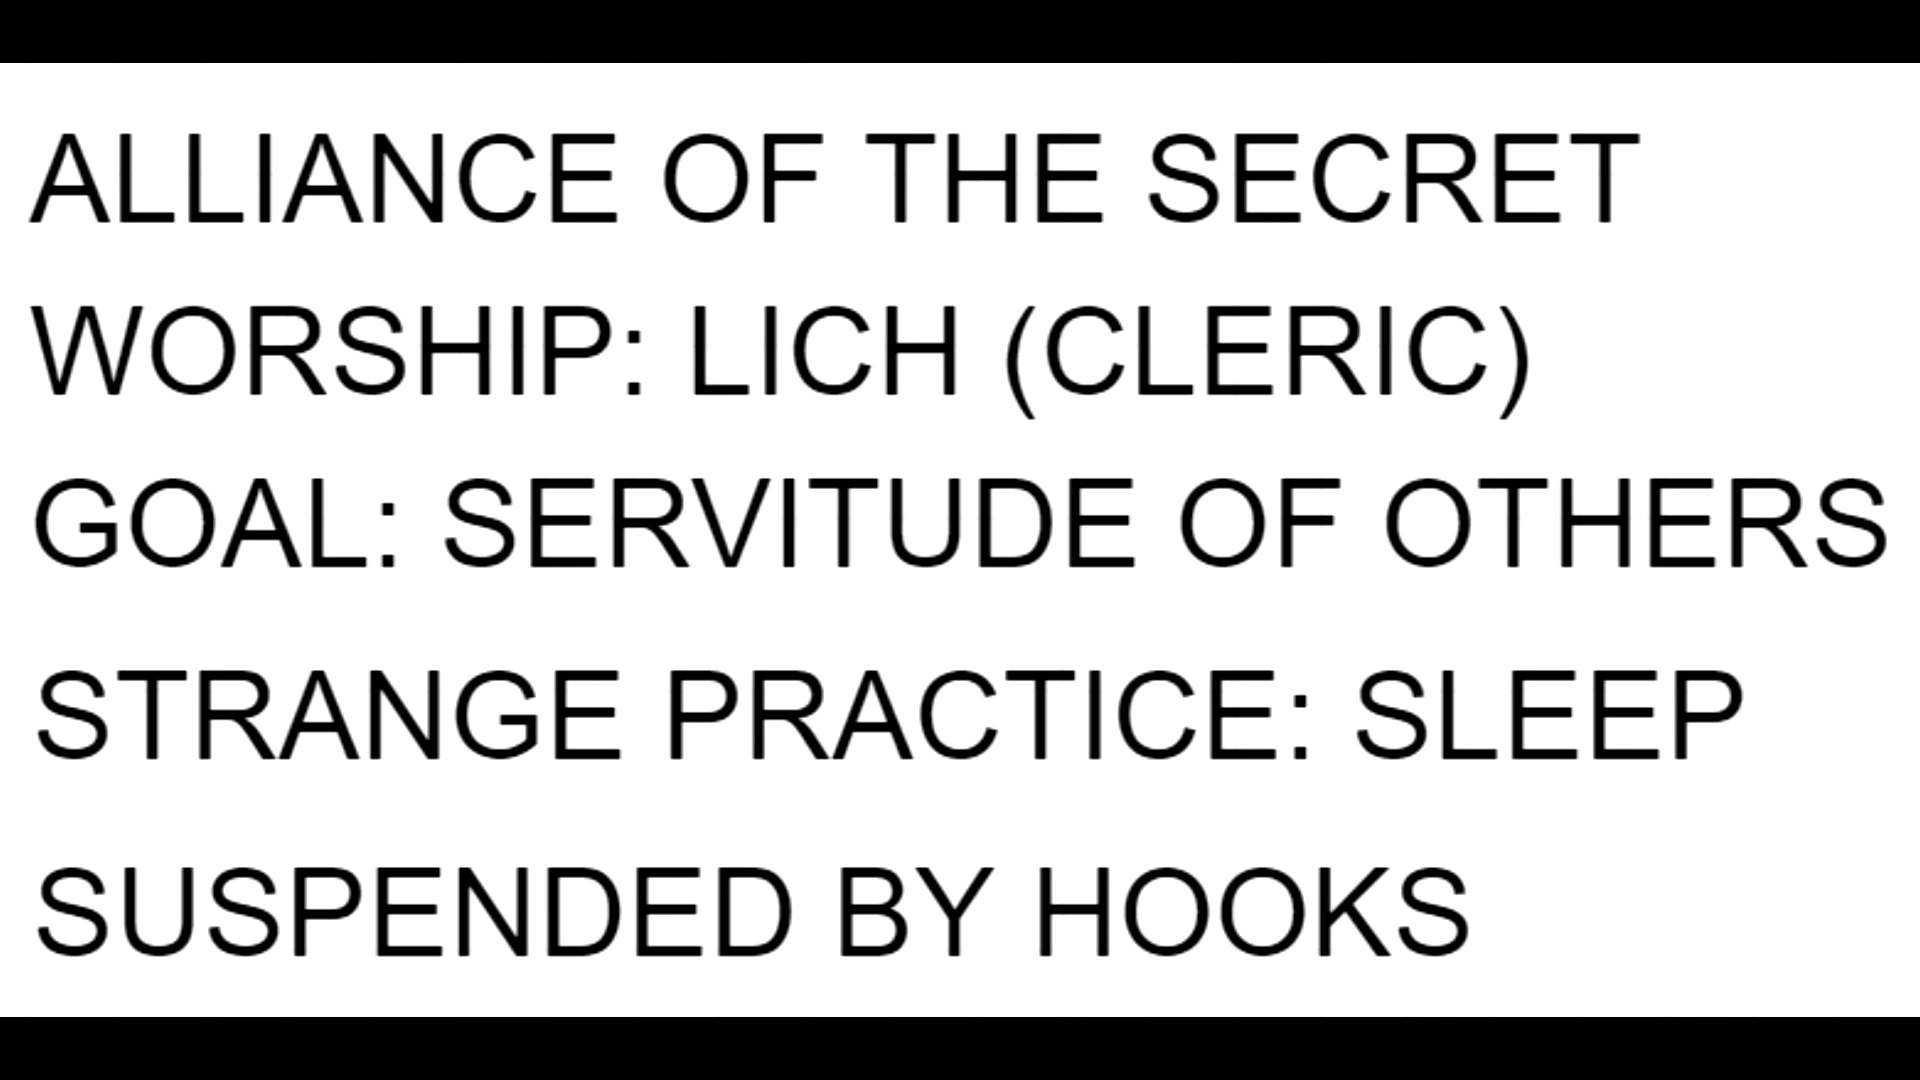 ALLIANCE OF THE SECRET
WORSHIP: LICH (CLERIC)
GOAL: SERVITUDE OF OTHERS
STRANGE PRACTICE: SLEEP
SUSPENDED BY HOOKS